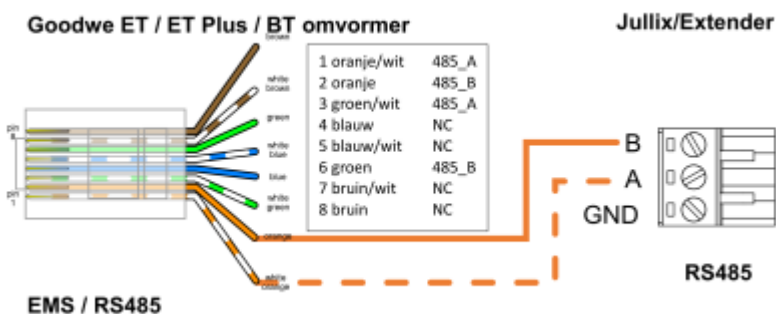 Goodwe ET / ET Plus / BT omvormer
Jullix/Extender
brown
white
brown
green
white
blue
blue
white
green
orange
white
orange
pin
8
pin
1
1 oranje/wit 485_A
2 oranje 485_B
3 groen/wit 485_A
4 blauw NC
5 blauw/wit NC
6 groen 485_B
7 bruin/wit NC
8 bruin NC
B
A
GND
RS485
EMS / RS485